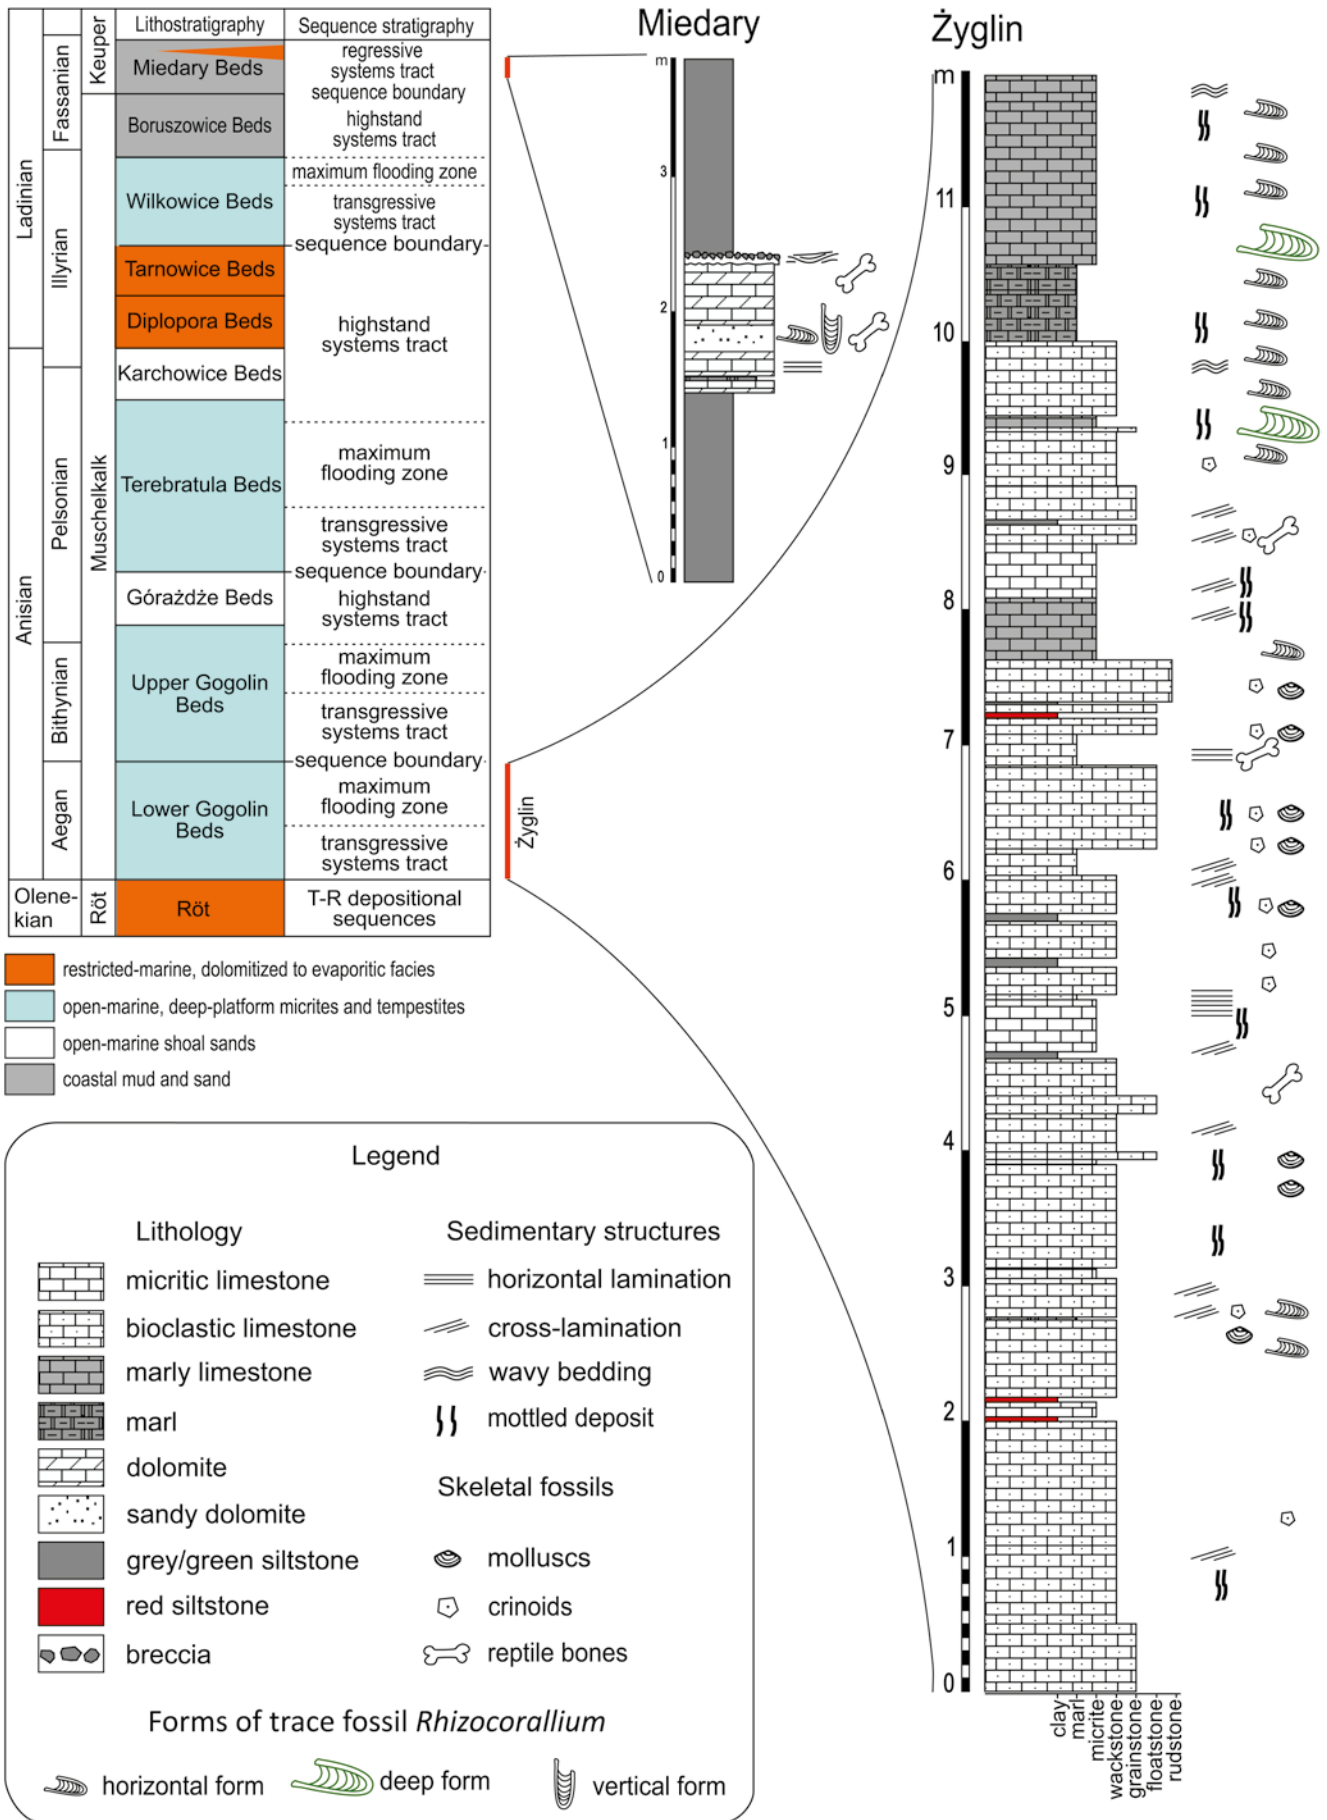 Lithostratigraphy
Sequence stratigraphy
Ladinian
Anisian
Olene-
kian
Fassanian
Illyrian
Pelsonian
Bithynian
Aegan
Keuper
Muschelkalk
Röt
Miedary Beds
Boruszowice Beds
Wilkowice Beds
Tarnowice Beds
Diplopora Beds
Karchowice Beds
Terebratula Beds
Górażdże Beds
Upper Gogolin
Beds
Lower Gogolin
Beds
Röt
regressive
systems tract
sequence boundary
highstand
systems tract
maximum flooding zone
transgressive
systems tract
sequence boundary
highstand
systems tract
maximum
flooding zone
transgressive
systems tract
sequence boundary
highstand
systems tract
maximum
flooding zone
transgressive
systems tract
sequence boundary
maximum
flooding zone
transgressive
systems tract
T-R depositional
sequences
Żyglin
restricted-marine, dolomitized to evaporitic facies
open-marine, deep-platform micrites and tempestites
open-marine shoal sands
coastal mud and sand
Miedary
m
3
2
1
0
Żyglin
m
11
10
9
8
7
6
5
4
3
2
1
0
clay
marl
micrite
wackstone
grainstone
floatstone
rudstone
Legend
Lithology
micritic limestone
bioclastic limestone
marly limestone
marl
dolomite
sandy dolomite
grey/green siltstone
red siltstone
breccia
Sedimentary structures
horizontal lamination
cross-lamination
wavy bedding
mottled deposit
Skeletal fossils
molluscs
crinoids
reptile bones
Forms of trace fossil Rhizocorallium
horizontal form
deep form
vertical form